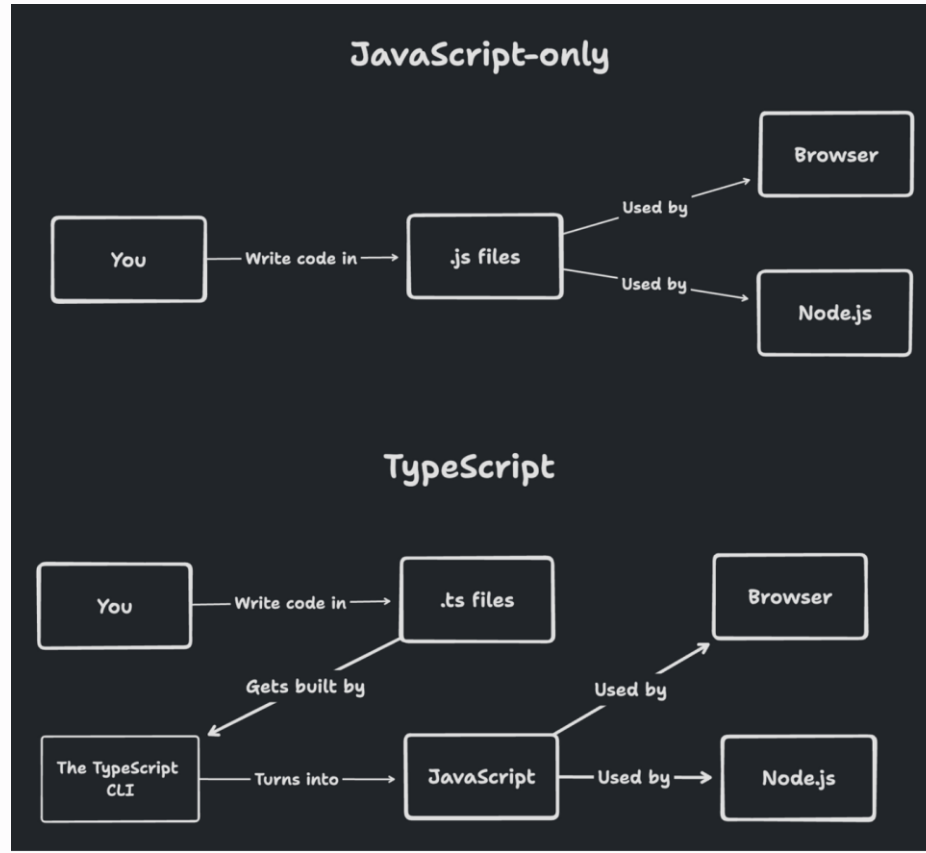 JavaScript-only
Browser
Used by
You
Write code in
.js files
Used by
Node.js
TypeScript
You
Write code in
.ts files
Browser
Gets built by
Used by
The TypeScript
CLI
Turns into
JavaScript
Used by
Node.js